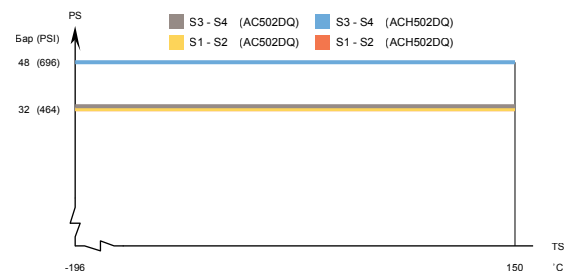 PS
S3 - S4 (AC502DQ) S3 - S4 (ACH502DQ)
Бар (PSI) S1 - S2 (AC502DQ) S1 - S2 (ACH502DQ)
48 (696)
32 (464)
TS
-196 150 °C